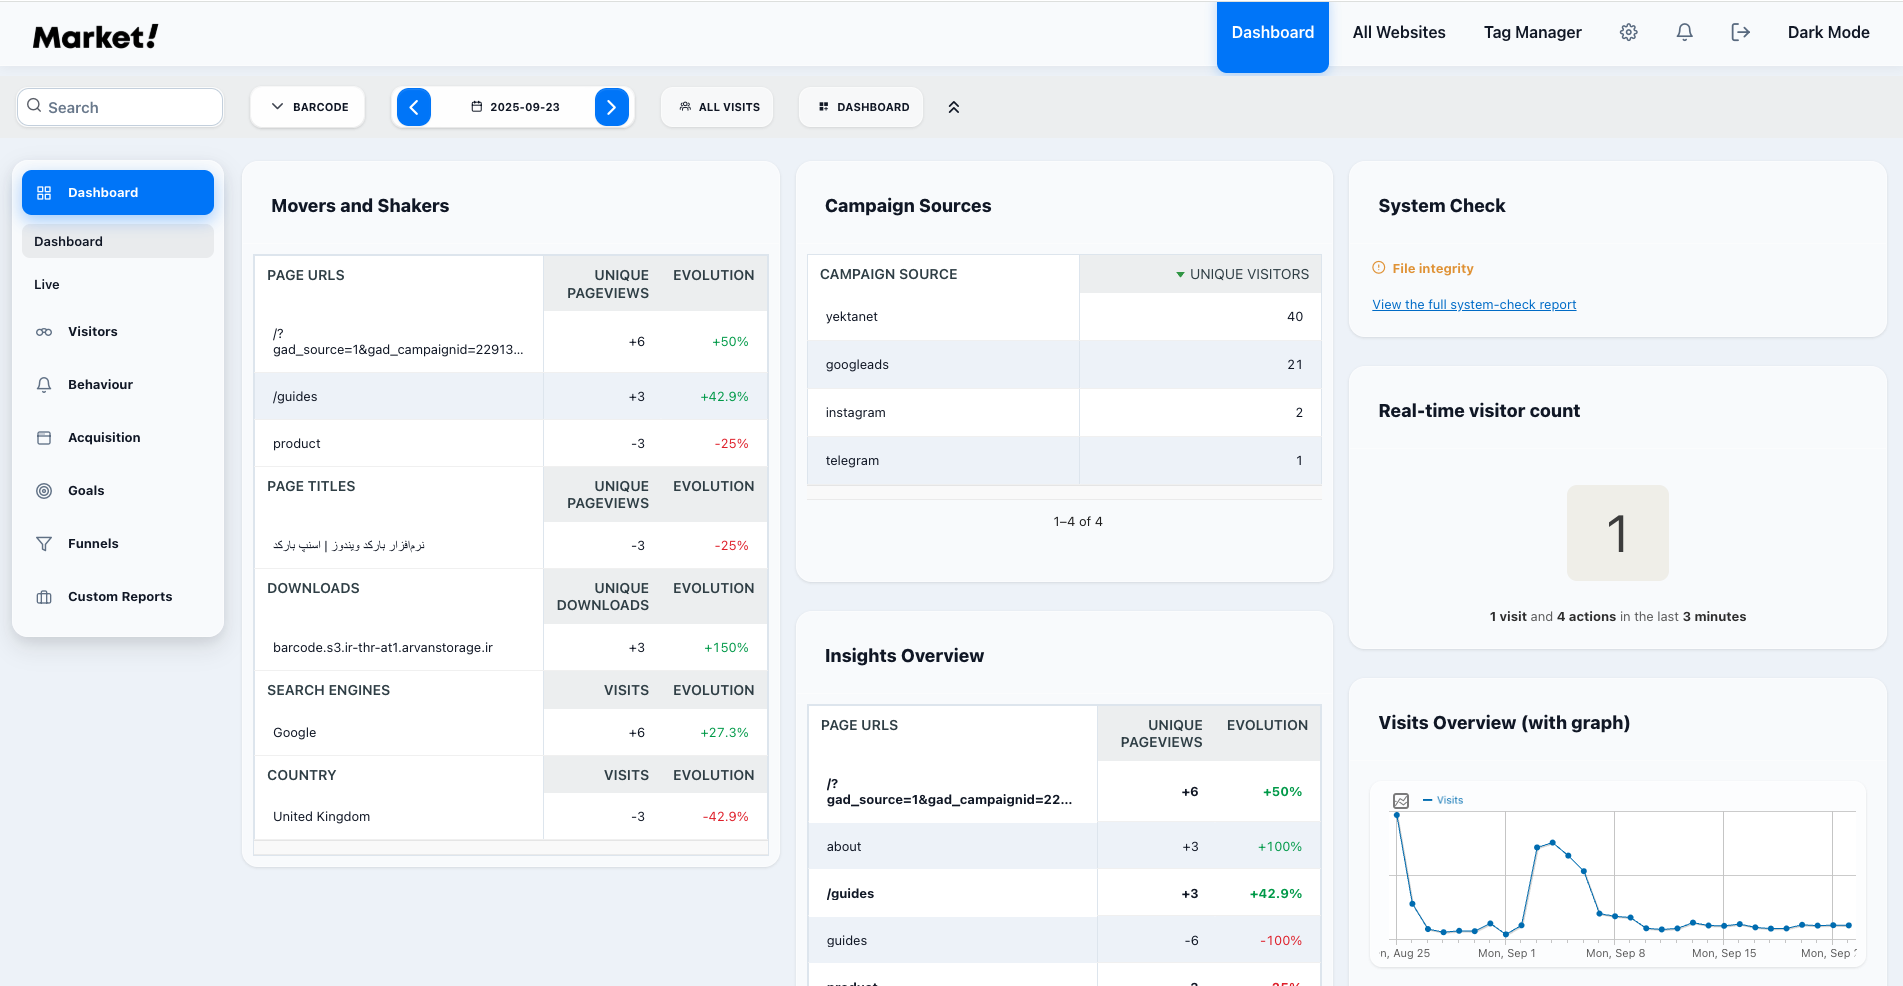 Market!
Dashboard
All Websites
Tag Manager
Dark Mode
Search
BARCODE
2025-09-23
ALL VISITS
DASHBOARD
Dashboard
Dashboard
Live
Visitors
Behaviour
Acquisition
Goals
Funnels
Custom Reports
Movers and Shakers
PAGE URLS UNIQUE EVOLUTION
PAGEVIEWS
/?
gad_source=1&gad_campaignid=22913... +6 +50%
/guides +3 +42.9%
product -3 -25%
PAGE TITLES UNIQUE EVOLUTION
PAGEVIEWS
نرم‌افزار بارکد ویندوز | اسنپ بارکد -3 -25%
DOWNLOADS UNIQUE EVOLUTION
DOWNLOADS
barcode.s3.ir-thr-at1.arvanstorage.ir +3 +150%
SEARCH ENGINES VISITS EVOLUTION
Google +6 +27.3%
COUNTRY VISITS EVOLUTION
United Kingdom -3 -42.9%
Campaign Sources
CAMPAIGN SOURCE UNIQUE VISITORS
yektanet 40
googleads 21
instagram 2
telegram 1
1–4 of 4
Insights Overview
PAGE URLS UNIQUE EVOLUTION
PAGEVIEWS
/?
gad_source=1&gad_campaignid=22... +6 +50%
about +3 +100%
/guides +3 +42.9%
guides -6 -100%
System Check
File integrity
View the full system-check report
Real-time visitor count
1
1 visit and 4 actions in the last 3 minutes
Visits Overview (with graph)
Visits
n, Aug 25 Mon, Sep 1 Mon, Sep 8 Mon, Sep 15 Mon, Sep